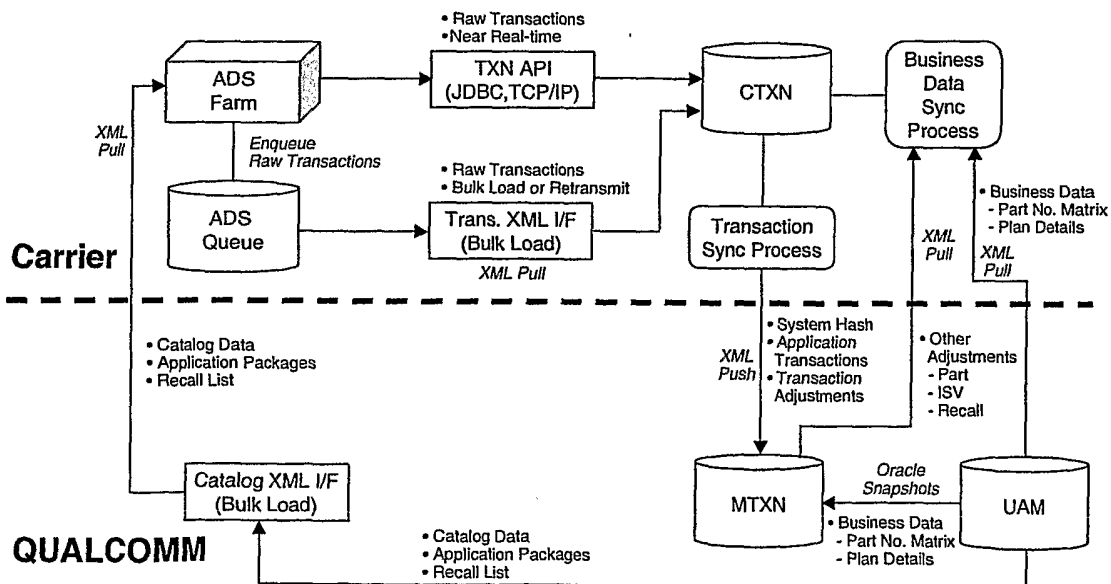 • Raw Transactions
• Near Real-time
ADS
Farm
TXN API
(JDBC,TCP/IP)
CTXN
Business
Data
Sync
Process
XML
Pull
Enqueue
Raw Transactions
• Raw Transactions
• Bulk Load or Retransmit
ADS
Queue
Trans. XML I/F
(Bulk Load)
XML Pull
Transaction
Sync Process
• Business Data
- Part No. Matrix
- Plan Details
XML
Pull
XML
Pull
Carrier
• Catalog Data
• Application Packages
• Recall List
XML
Push
• System Hash
• Application
Transactions
• Transaction
Adjustments
• Other
Adjustments
- Part
- ISV
- Recall
Catalog XML I/F
(Bulk Load)
MTXN
Oracle
Snapshots
UAM
QUALCOMM
• Catalog Data
• Application Packages
• Recall List
• Business Data
- Part No. Matrix
- Plan Details